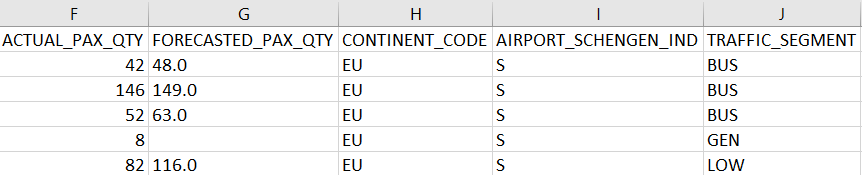 F G H I J
ACTUAL_PAX_QTY FORECASTED_PAX_QTY CONTINENT_CODE AIRPORT_SCHENGEN_IND TRAFFIC_SEGMENT
42 48.0 EU S BUS
146 149.0 EU S BUS
52 63.0 EU S BUS
8 EU S GEN
82 116.0 EU S LOW